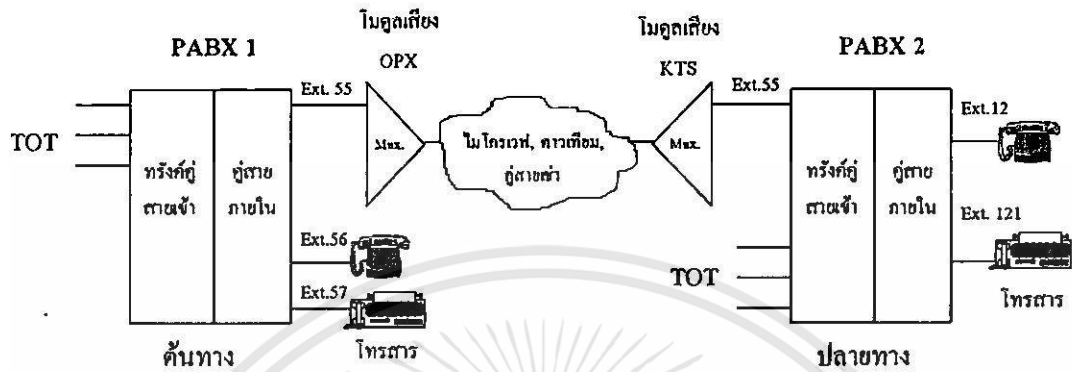 โมดูลเสียง
OPX
โมดูลเสียง
KTS
PABX 1
PABX 2
Ext. 55
Ext.55
Ext.12
TOT
ทรังค์คู่
สายเข้า
คู่สาย
ภายใน
Mux.
ไมโครเวฟ, ดาวเทียม,
คู่สายเช่า
Mux.
ทรังค์คู่
สายเข้า
คู่สาย
ภายใน
Ext.56
Ext. 121
Ext.57
TOT
โทรสาร
ต้นทาง
โทรสาร
ปลายทาง